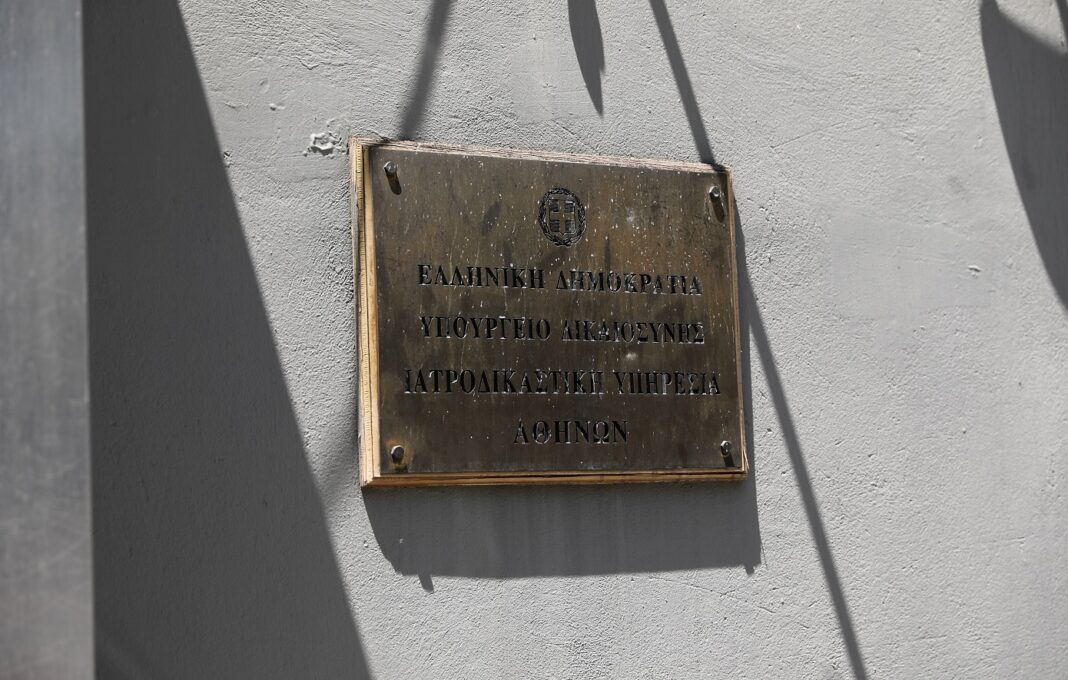 ΕΛΛΗΝΙΚΗ ΔΗΜΟΚΡΑΤΙΑ
ΥΠΟΥΡΓΕΙΟ ΔΙΚΑΙΟΣΥΝΗΣ
ΙΑΤΡΟΔΙΚΑΣΤΙΚΗ ΥΠΗΡΕΣΙΑ
ΑΘΗΝΩΝ